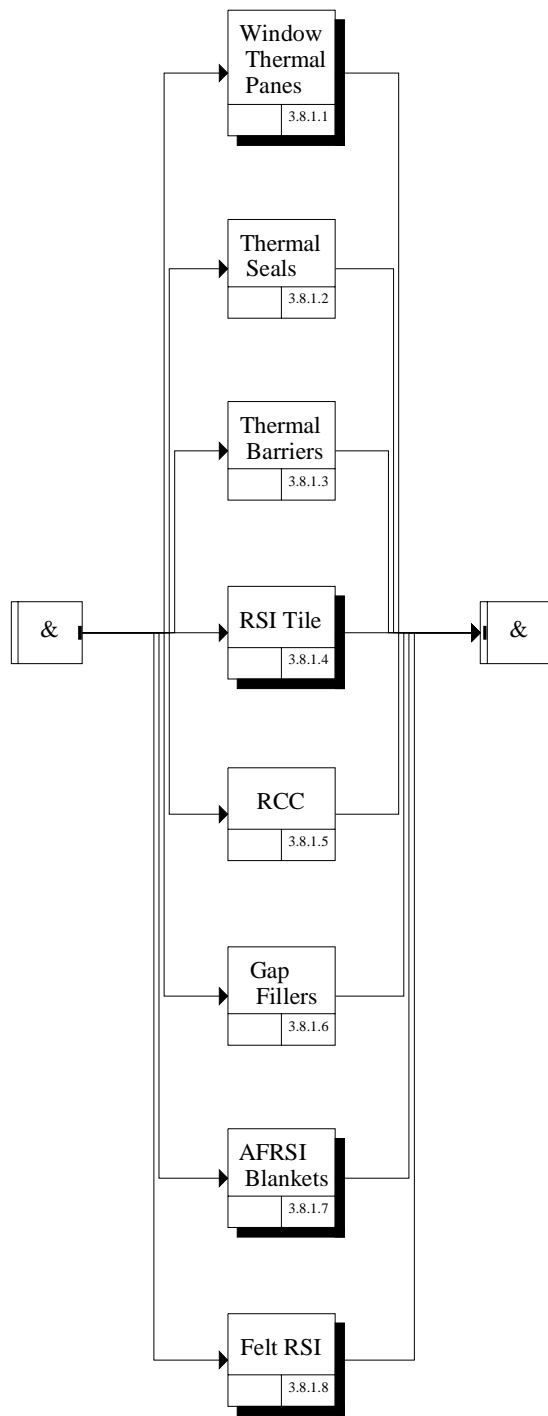 Window
Thermal
Panes
3.8.1.1
Thermal
Seals
3.8.1.2
Thermal
Barriers
3.8.1.3
& RSI Tile &
3.8.1.4
RCC
3.8.1.5
Gap
Fillers
3.8.1.6
AFRSI
Blankets
3.8.1.7
Felt RSI
3.8.1.8